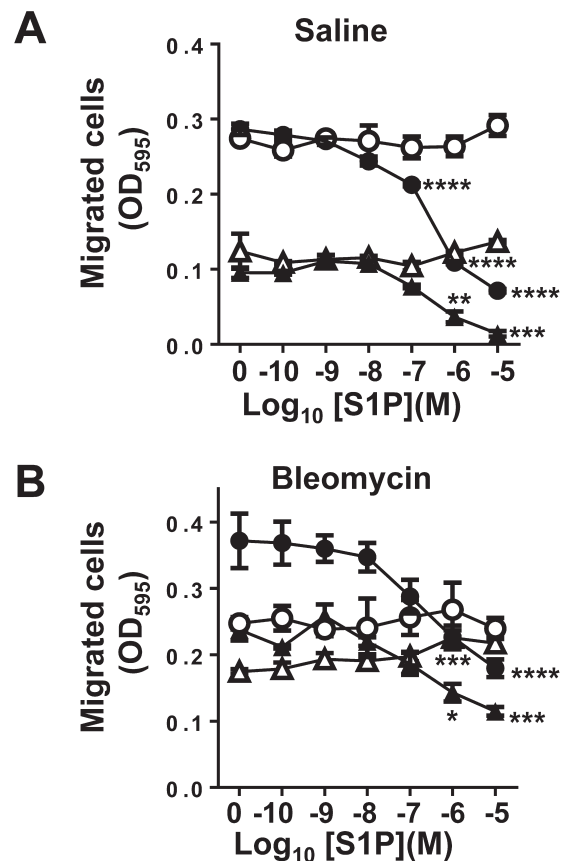 A
Saline
0.4
0.3
0.2
0.1
0.0
Migrated cells
(OD595)
****
****
**
****
***
0 -10 -9 -8 -7 -6 -5
Log10 [S1P](M)
B
Bleomycin
0.4
0.3
0.2
0.1
0.0
Migrated cells
(OD595)
***
****
*
***
0 -10 -9 -8 -7 -6 -5
Log10 [S1P](M)